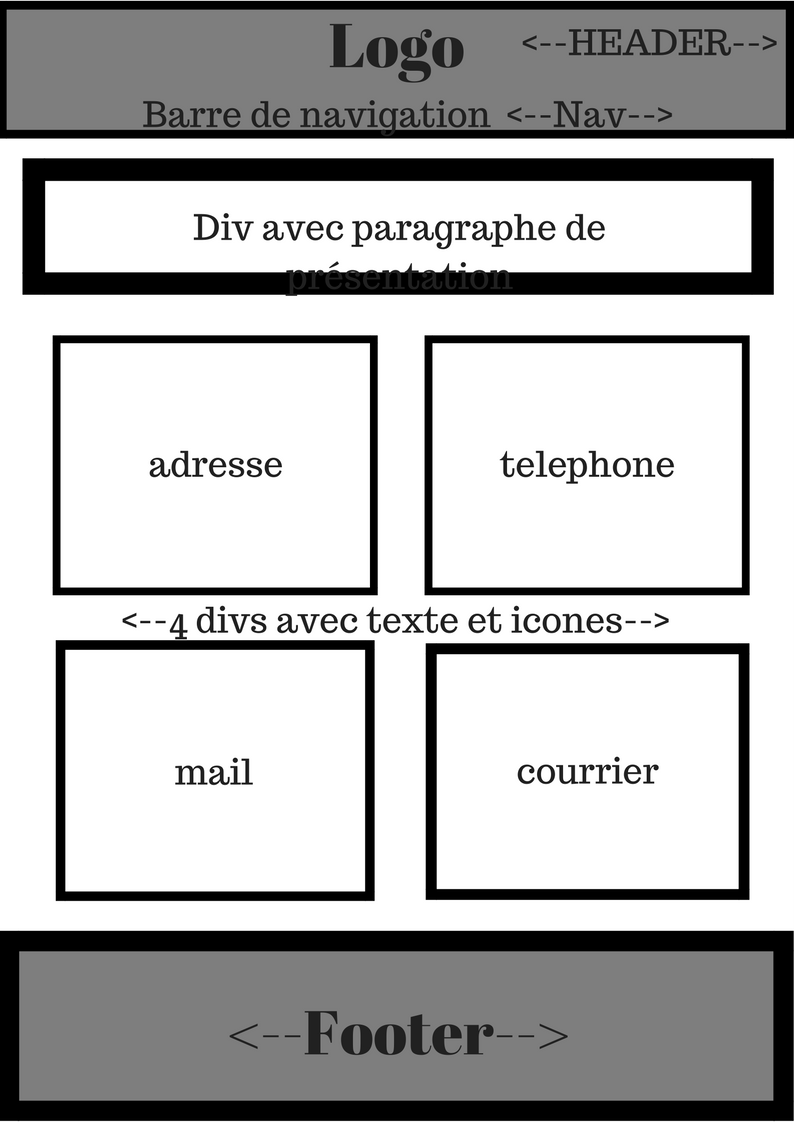 Logo
<--HEADER-->
Barre de navigation <--Nav-->
Div avec paragraphe de
présentation
adresse
telephone
<--4 divs avec texte et icones-->
mail
courrier
<--Footer-->